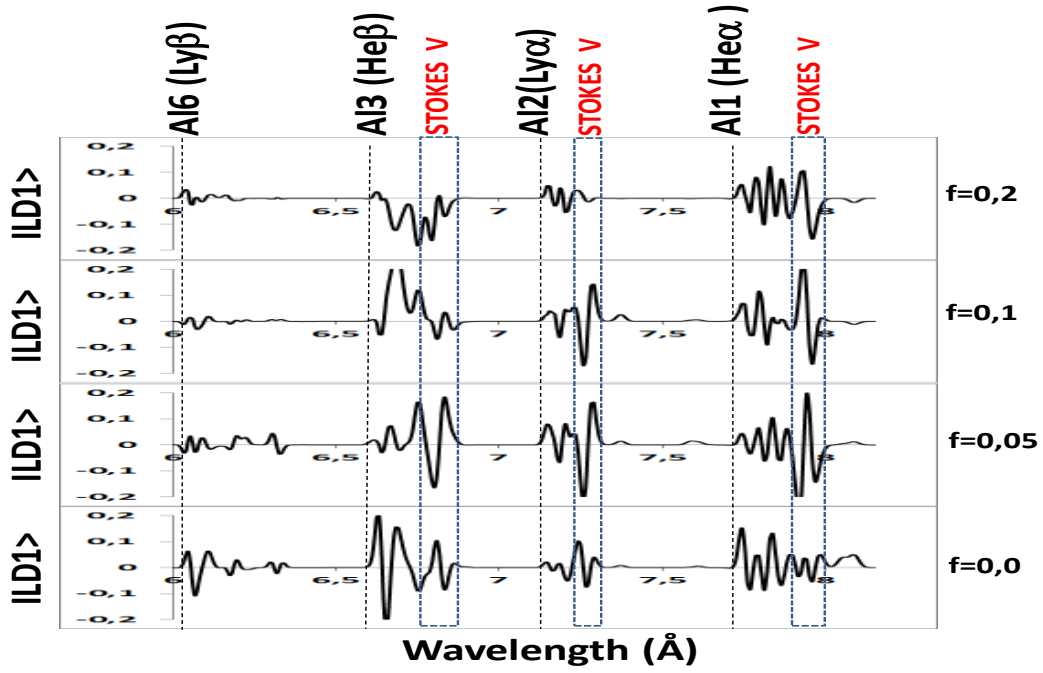 Al6 (Lyβ)
Al3 (Heβ)
STOKES V
Al2(Lyα)
STOKES V
Al1 (Heα)
STOKES V
ILD1>
0,2
0,1
0
-0,1
-0,2
6
6,5
7
7,5
8
f=0,2
ILD1>
0,2
0,1
0
-0,1
-0,2
6
6,5
7
7,5
8
f=0,1
ILD1>
0,2
0,1
0
-0,1
-0,2
6
6,5
7
7,5
8
f=0,05
ILD1>
0,2
0,1
0
-0,1
-0,2
6
6,5
7
7,5
8
f=0,0
Wavelength (Å)